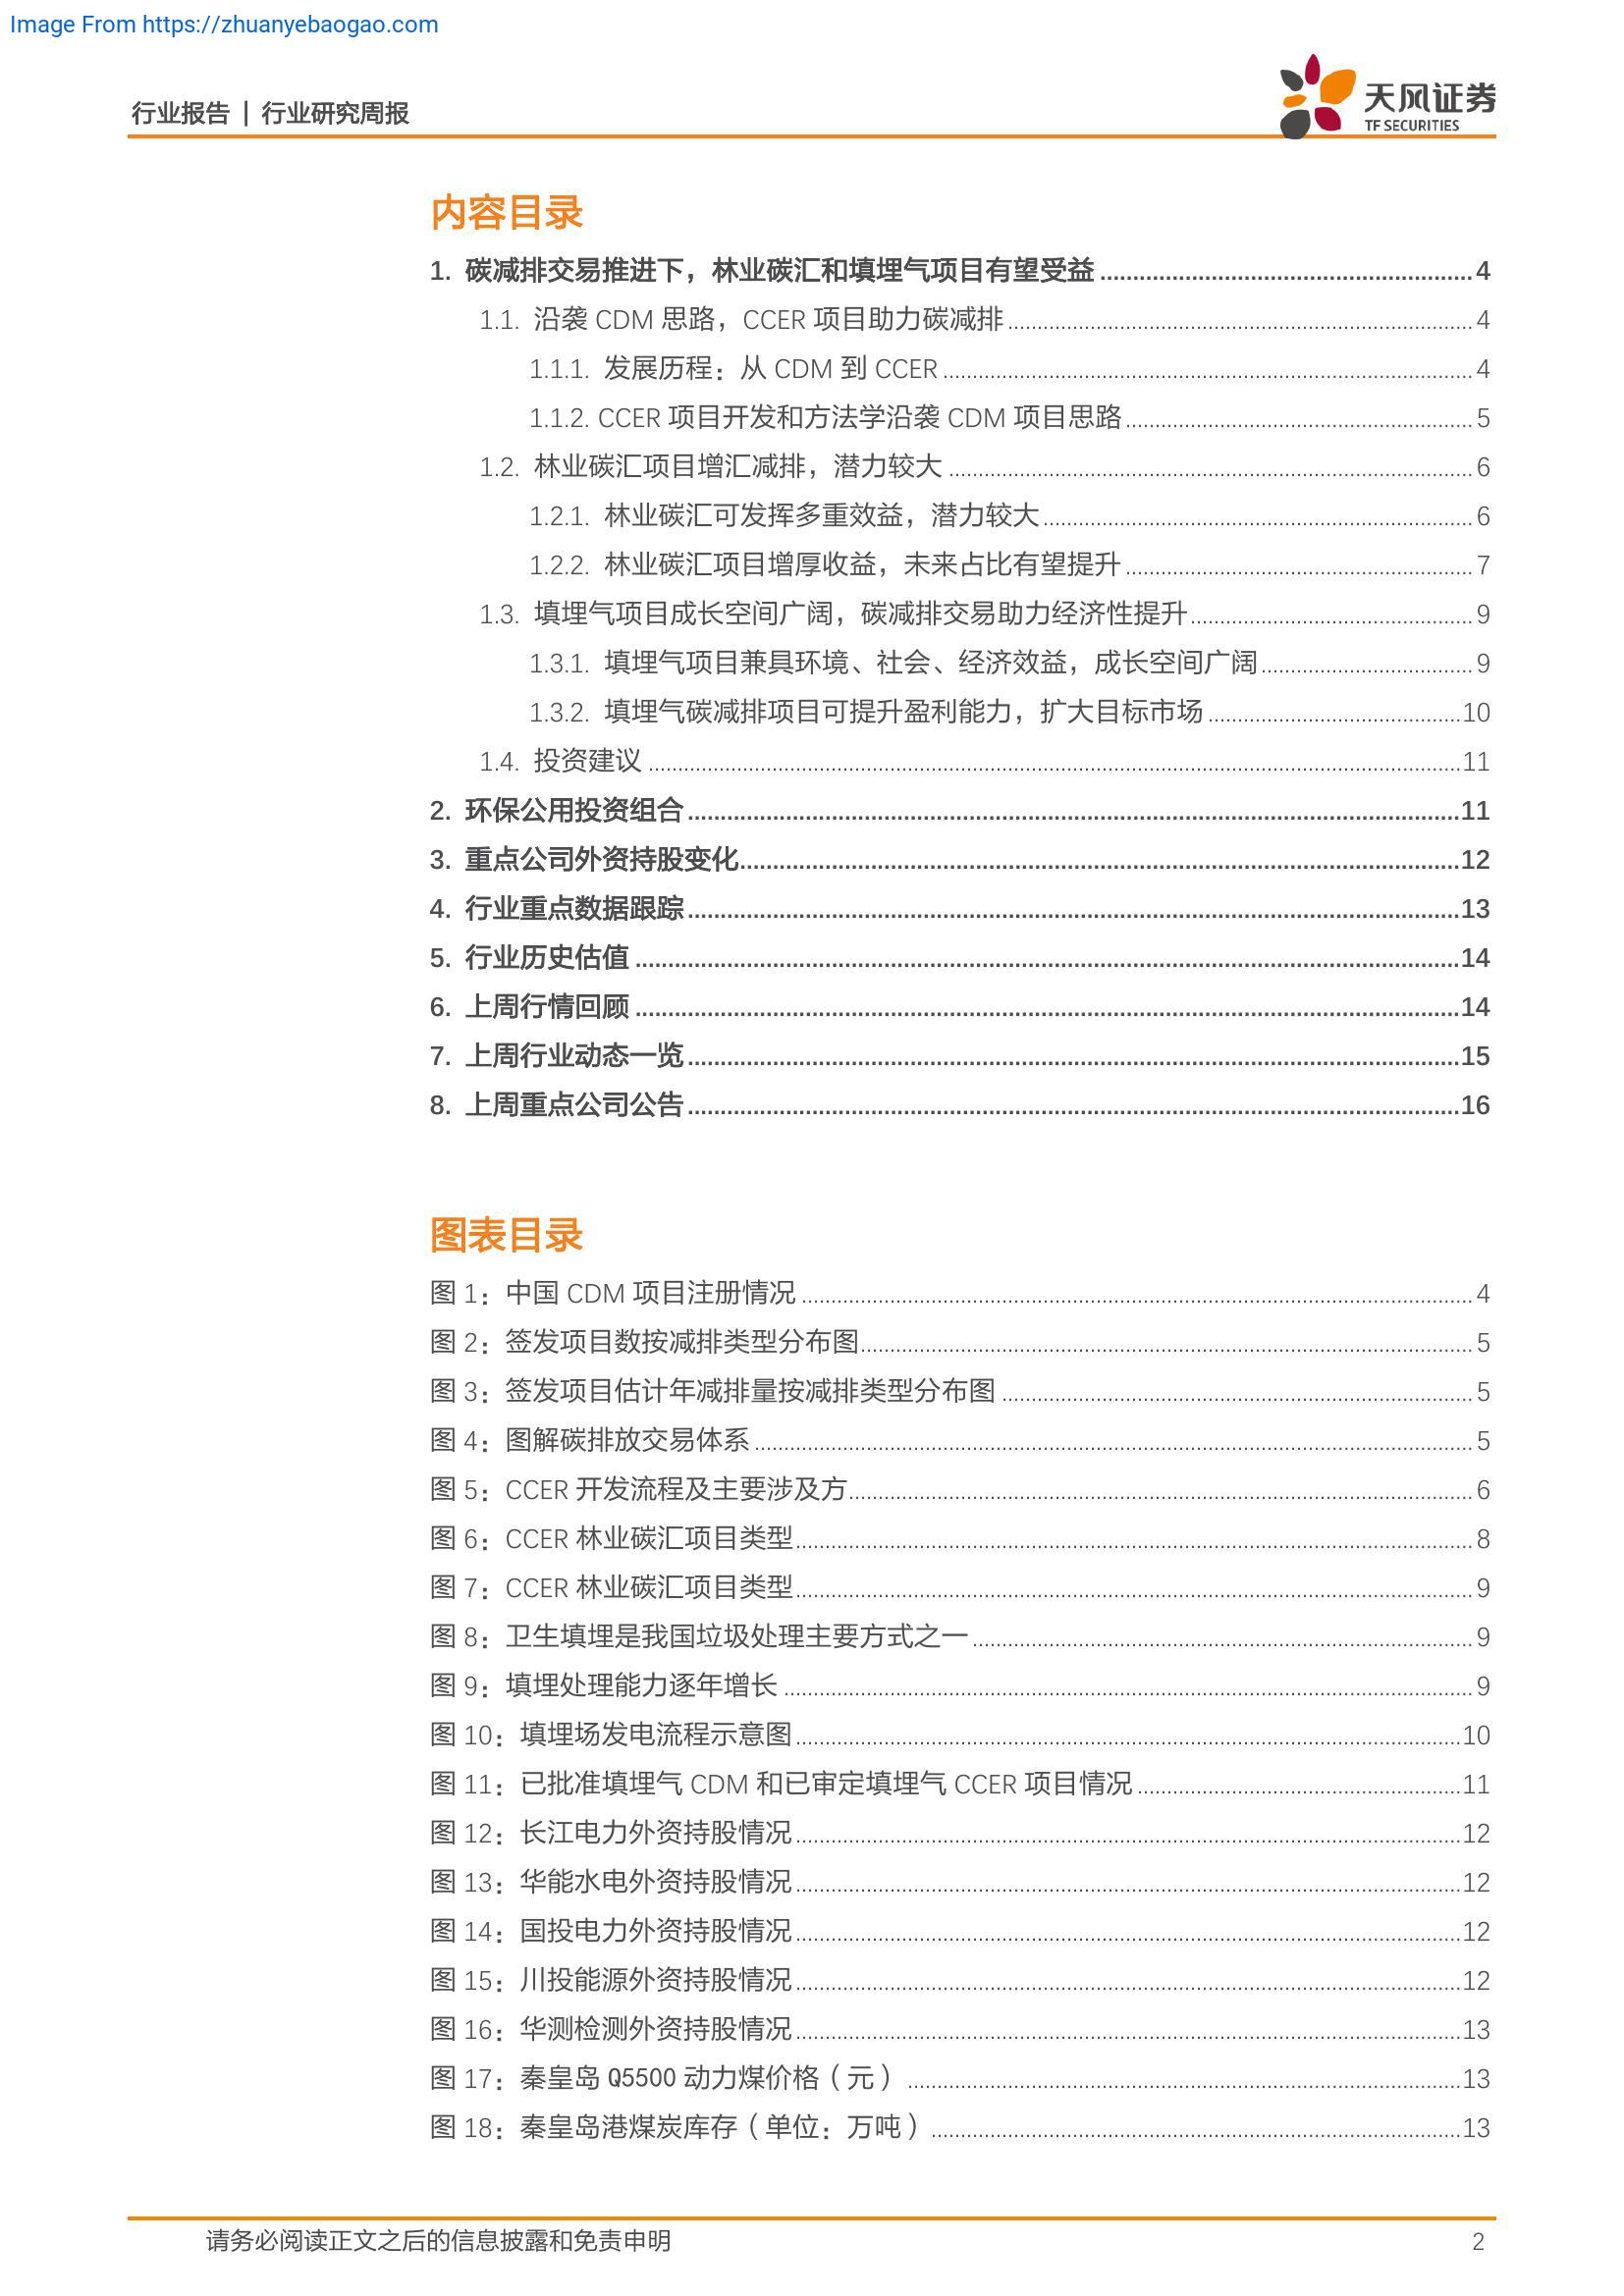 Image From https://zhuanyebaogao.com
行业报告 | 行业研究周报
天风证券
TF SECURITIES
内容目录
1. 碳减排交易推进下，林业碳汇和填埋气项目有望受益 4
1.1. 沿袭 CDM 思路，CCER 项目助力碳减排 4
1.1.1. 发展历程：从 CDM 到 CCER 4
1.1.2. CCER 项目开发和方法学沿袭 CDM 项目思路 5
1.2. 林业碳汇项目增汇减排，潜力较大 6
1.2.1. 林业碳汇可发挥多重效益，潜力较大 6
1.2.2. 林业碳汇项目增厚收益，未来占比有望提升 7
1.3. 填埋气项目成长空间广阔，碳减排交易助力经济性提升 9
1.3.1. 填埋气项目兼具环境、社会、经济效益，成长空间广阔 9
1.3.2. 填埋气碳减排项目可提升盈利能力，扩大目标市场 10
1.4. 投资建议 11
2. 环保公用投资组合 11
3. 重点公司外资持股变化 12
4. 行业重点数据跟踪 13
5. 行业历史估值 14
6. 上周行情回顾 14
7. 上周行业动态一览 15
8. 上周重点公司公告 16
图表目录
图 1：中国 CDM 项目注册情况 4
图 2：签发项目数按减排类型分布图 5
图 3：签发项目估计年减排量按减排类型分布图 5
图 4：图解碳排放交易体系 5
图 5：CCER 开发流程及主要涉及方 6
图 6：CCER 林业碳汇项目类型 8
图 7：CCER 林业碳汇项目类型 9
图 8：卫生填埋是我国垃圾处理主要方式之一 9
图 9：填埋处理能力逐年增长 9
图 10：填埋场发电流程示意图 10
图 11：已批准填埋气 CDM 和已审定填埋气 CCER 项目情况 11
图 12：长江电力外资持股情况 12
图 13：华能水电外资持股情况 12
图 14：国投电力外资持股情况 12
图 15：川投能源外资持股情况 12
图 16：华测检测外资持股情况 13
图 17：秦皇岛 Q5500 动力煤价格（元） 13
图 18：秦皇岛港煤炭库存（单位：万吨） 13
请务必阅读正文之后的信息披露和免责申明 2